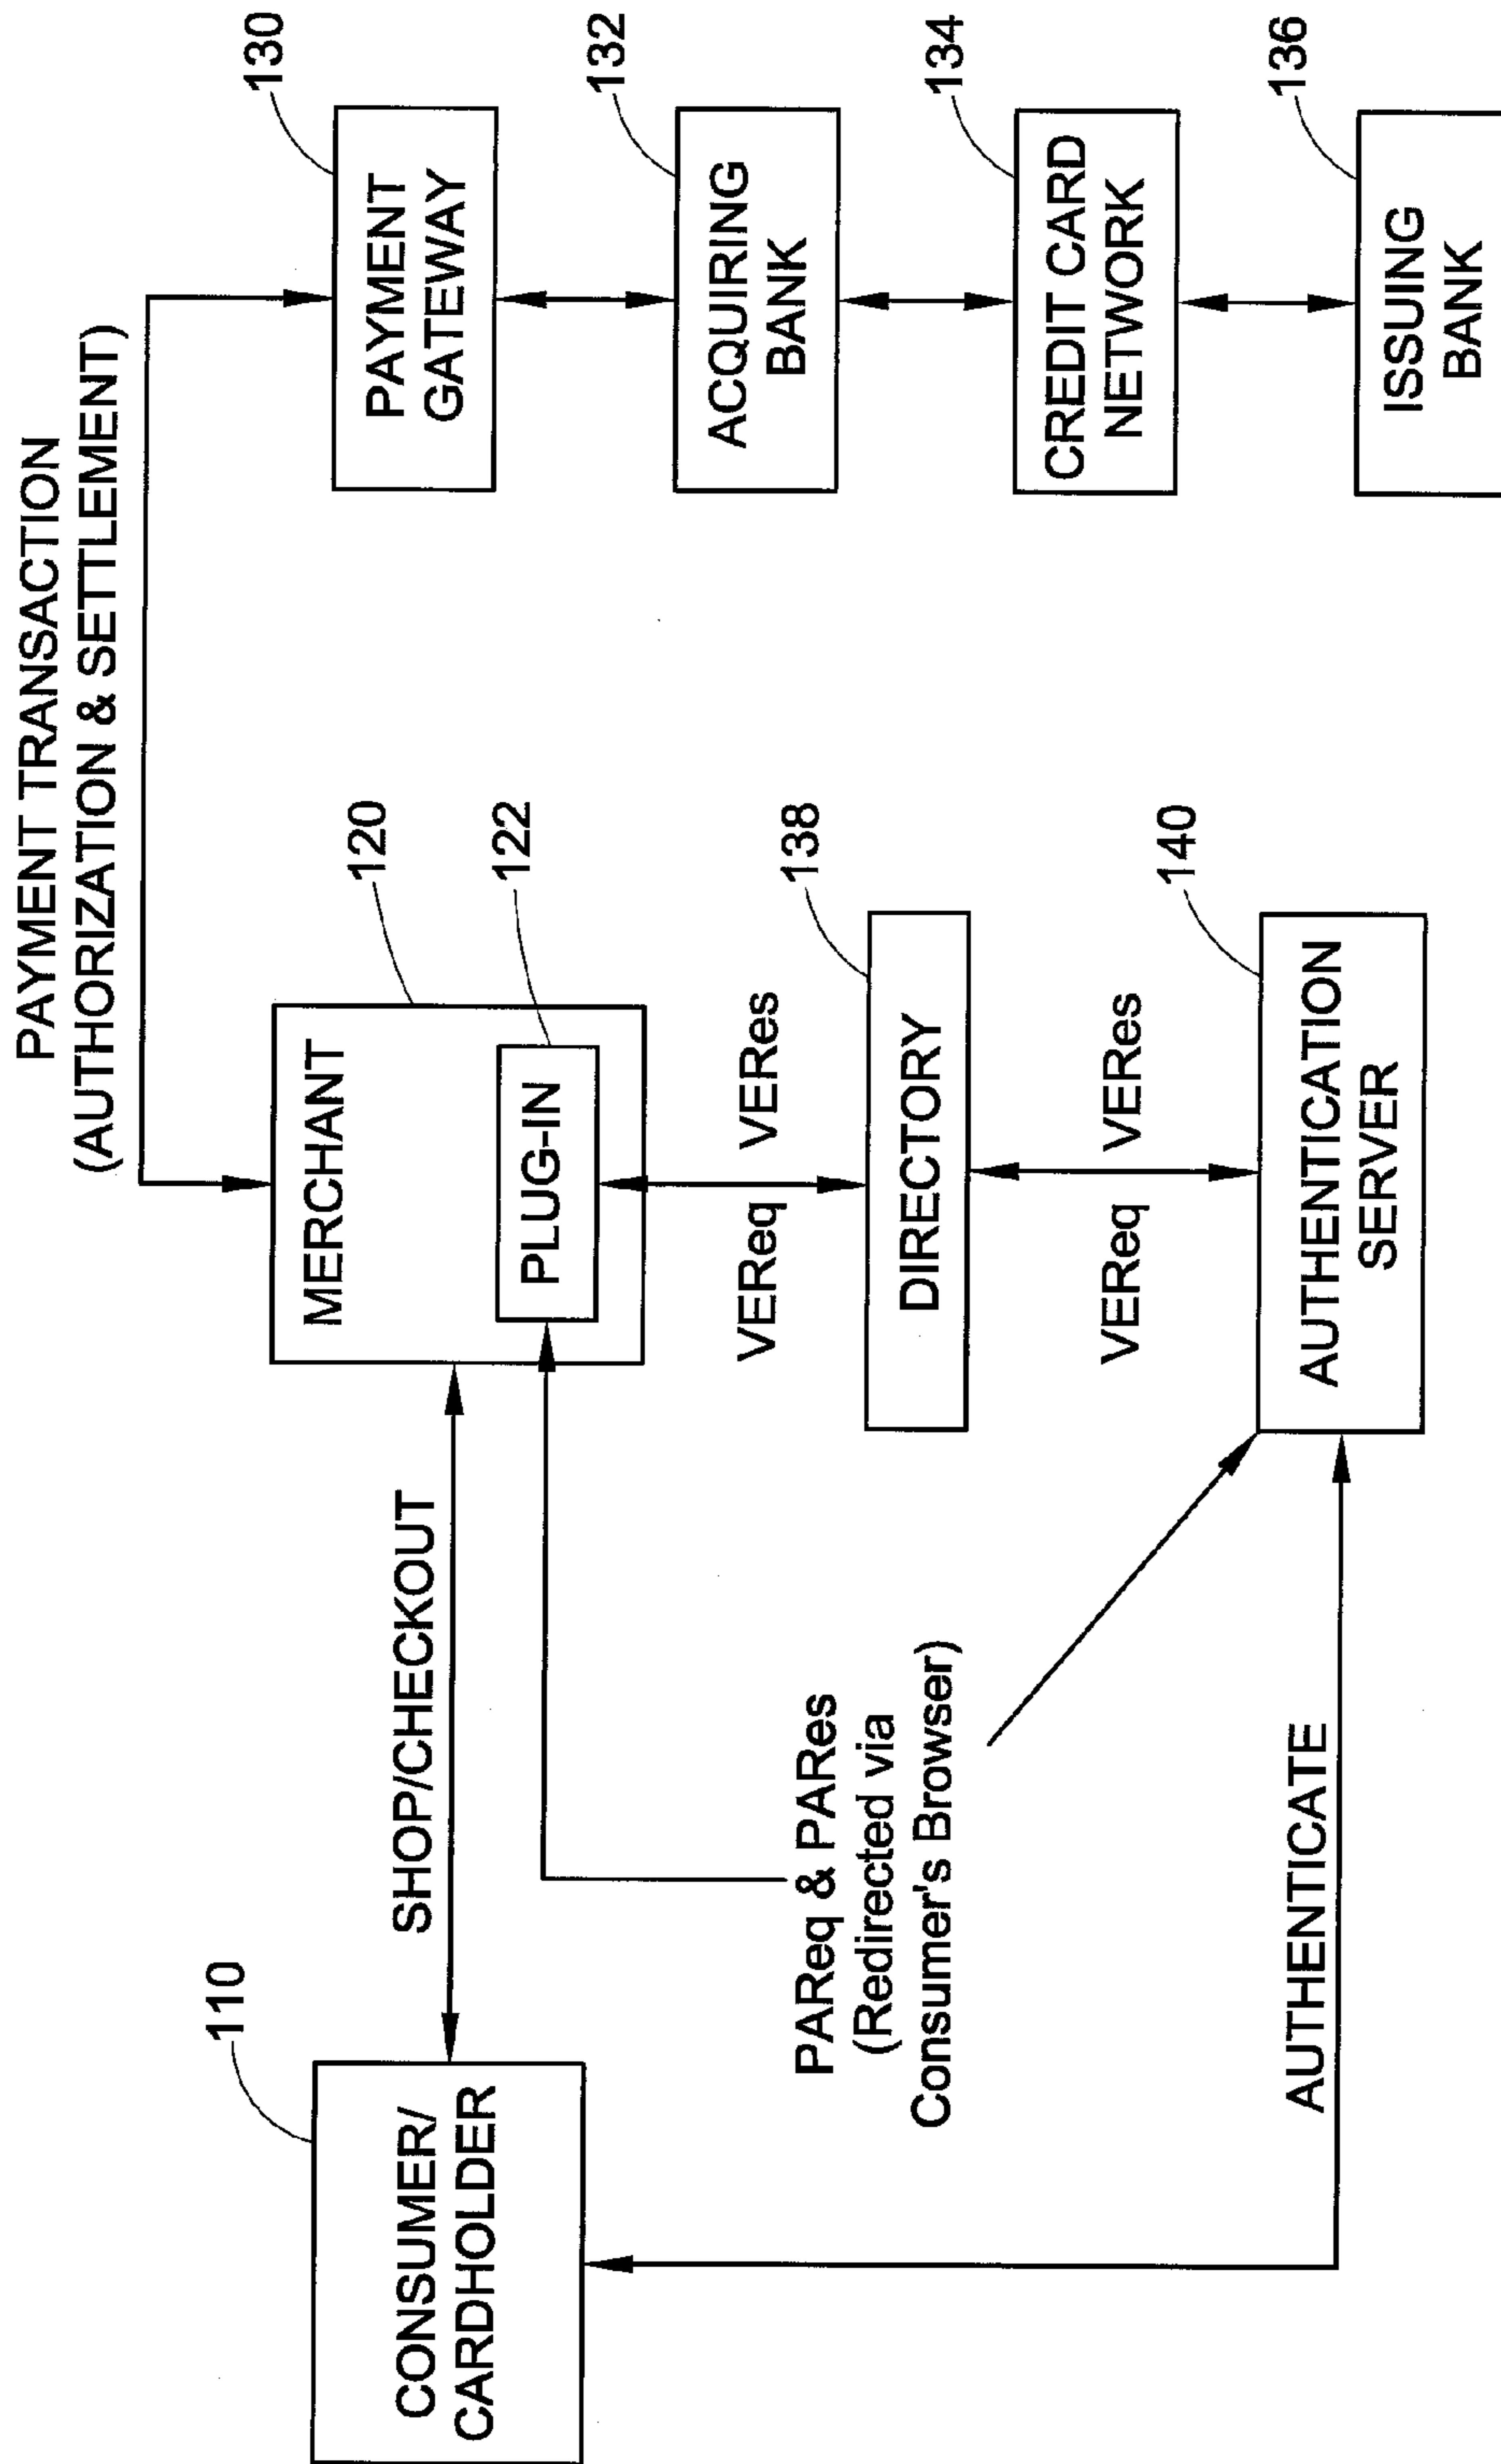 PAYMENT TRANSACTION
(AUTHORIZATION & SETTLEMENT)
110
CONSUMER/
CARDHOLDER
SHOP/CHECKOUT
120
MERCHANT
122
PLUG-IN
130
PAYMENT
GATEWAY
132
ACQUIRING
BANK
134
CREDIT CARD
NETWORK
136
ISSUING
BANK
VEReq
VERes
138
DIRECTORY
VEReq
VERes
140
AUTHENTICATION
SERVER
PAReq & PARes
(Redirected via
Consumer's Browser)
AUTHENTICATE